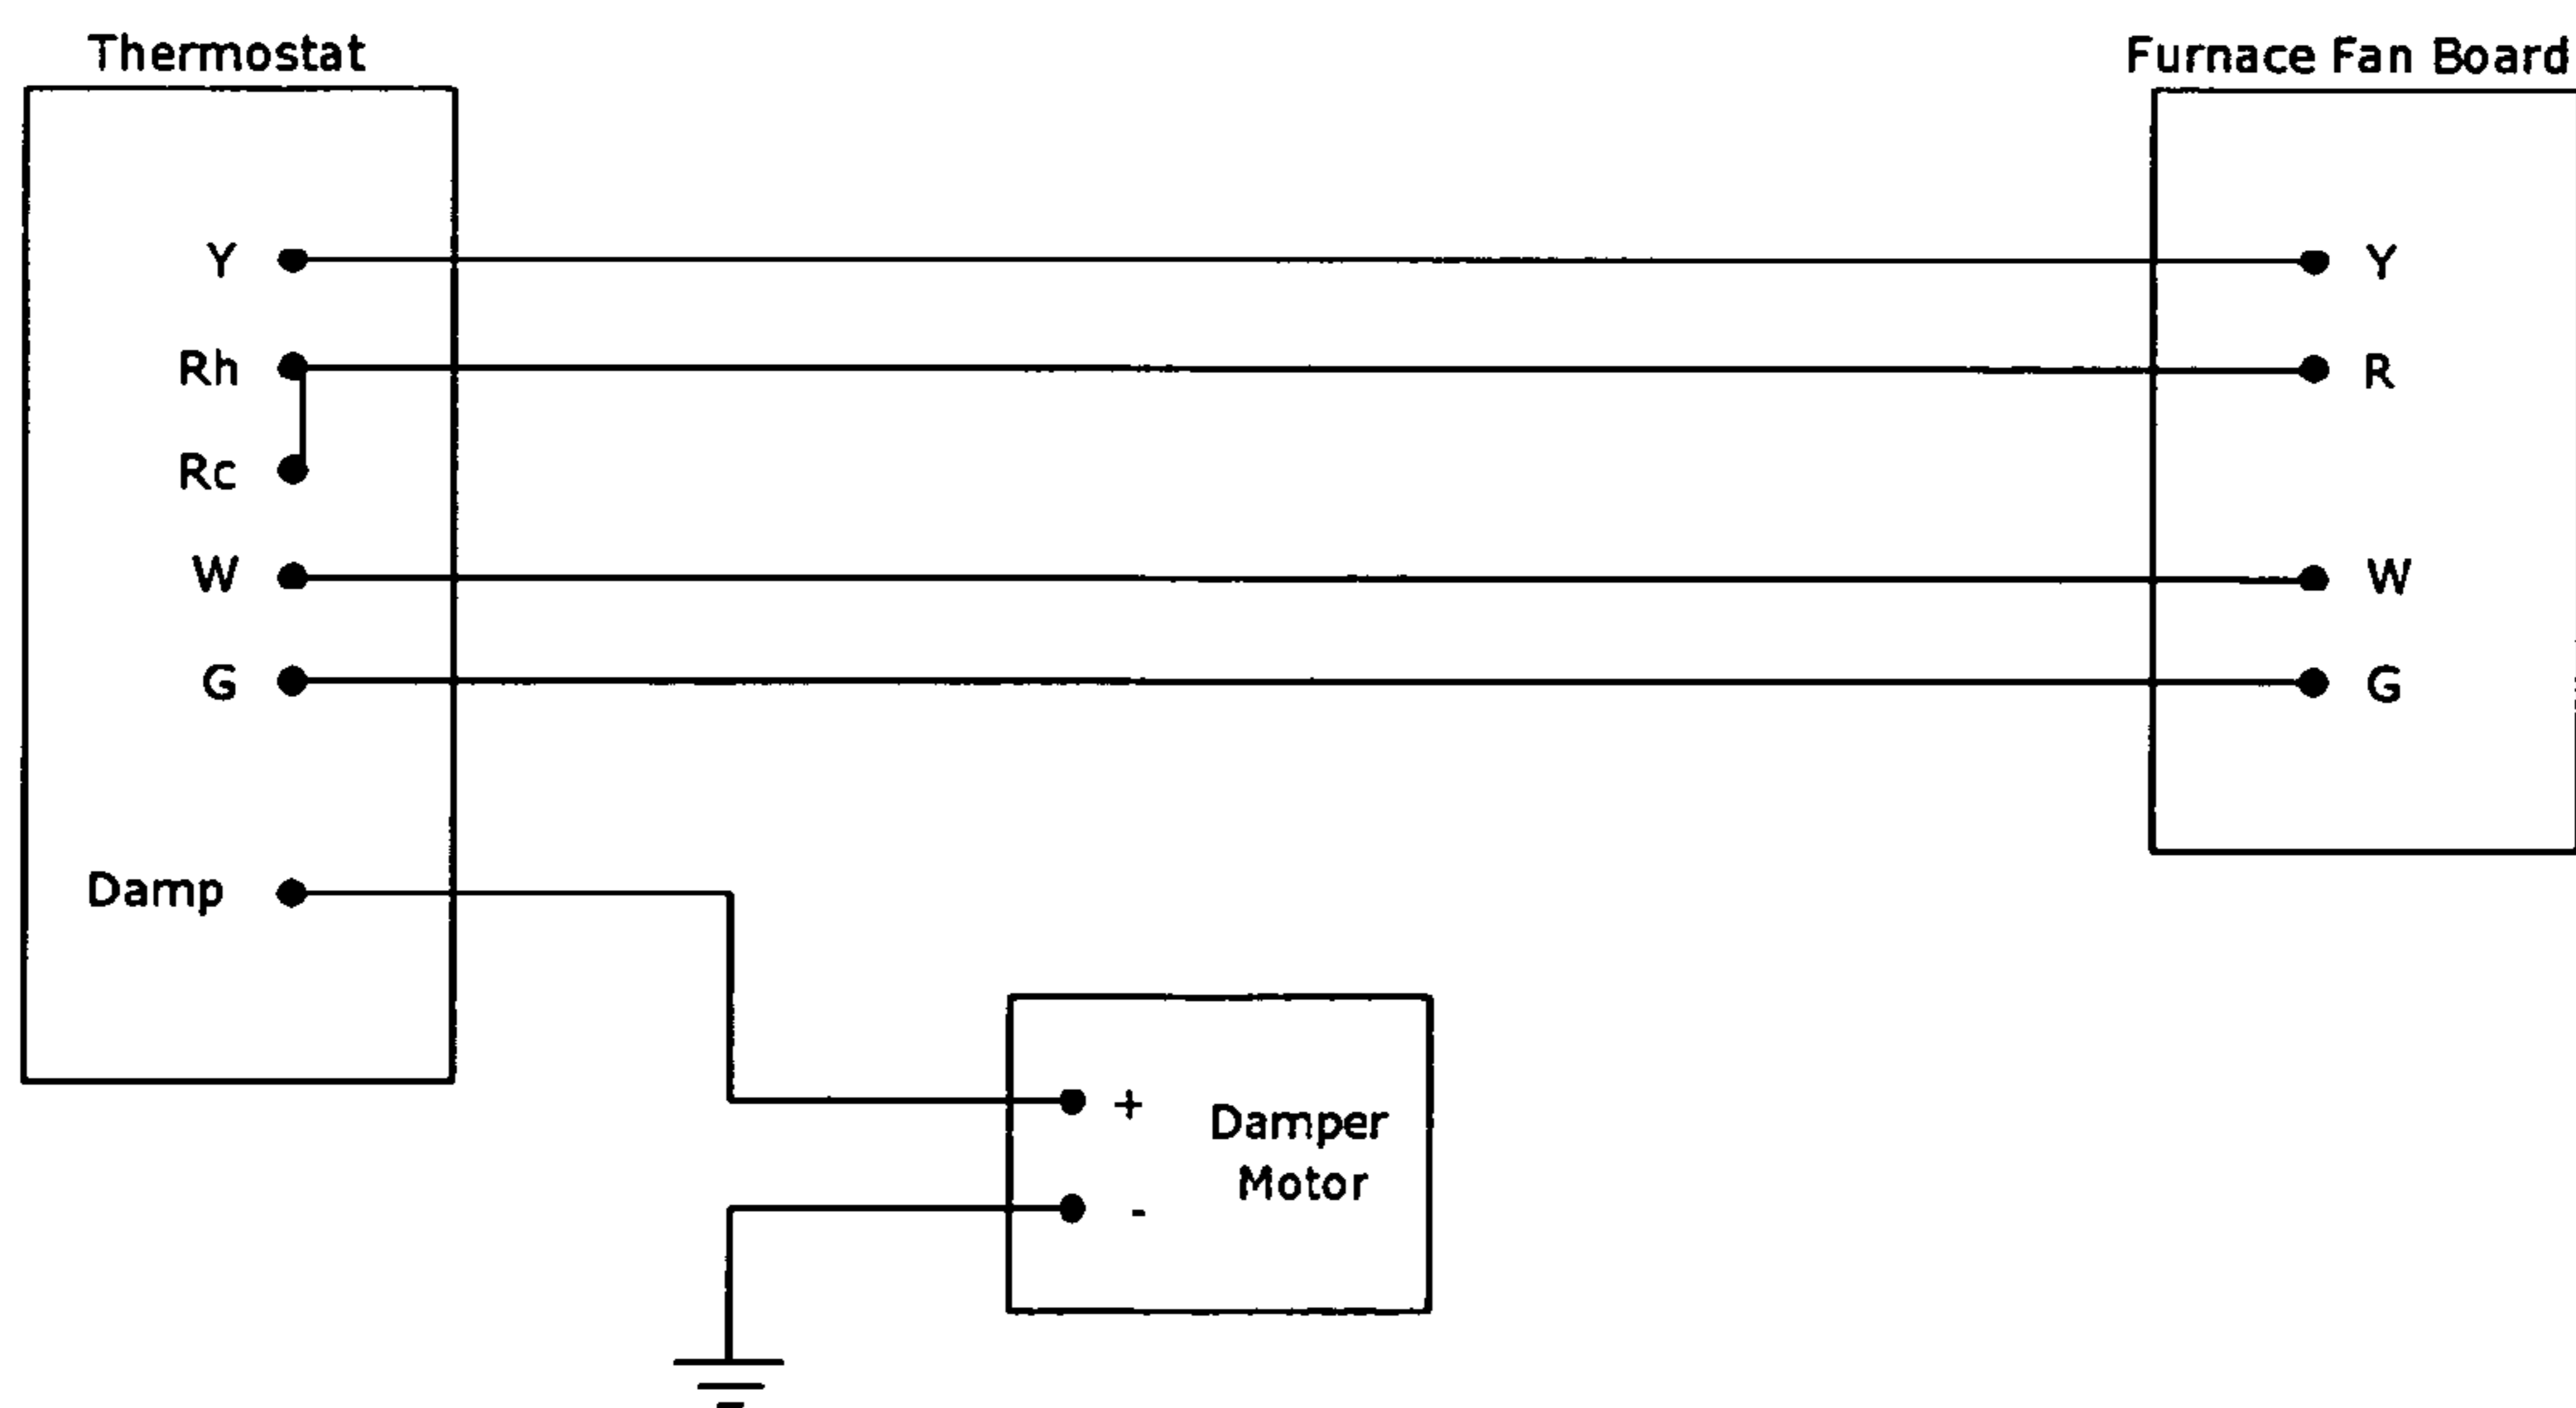 Thermostat
Furnace Fan Board
Y
Y
Rh
R
Rc
W
W
G
G
Damp
+
Damper
Motor
-